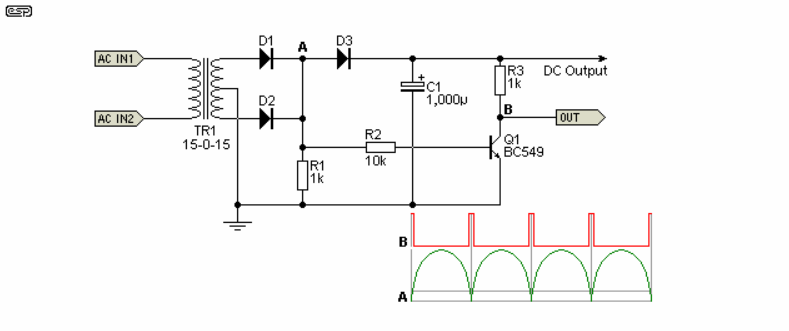 esp
D1
A
D3
AC IN1
DC Output
+
C1
1,000µ
R3
1k
B
OUT
D2
AC IN2
TR1
15-0-15
R2
10k
Q1
BC549
R1
1k
B
A